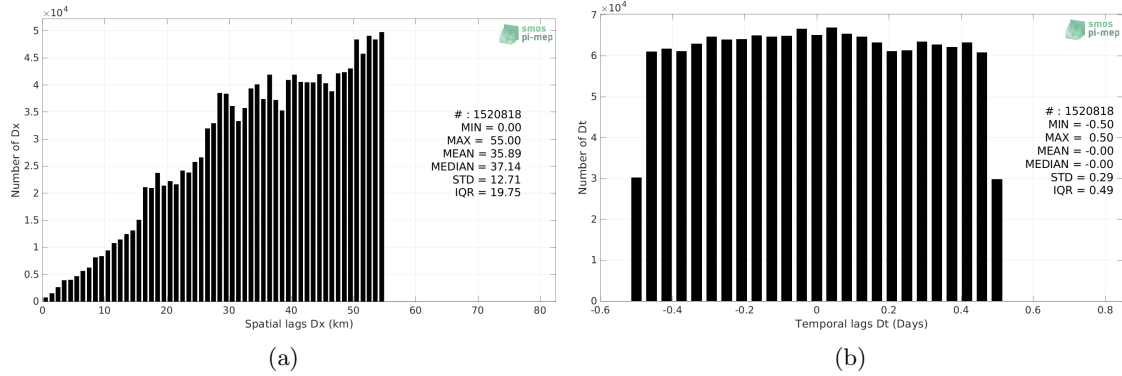 ×10^4
5
4.5
4
3.5
3
2.5
2
1.5
1
0.5
0
0 10 20 30 40 50 60 70 80
Number of Dx
Spatial lags Dx (km)
smos
pi-mep
# : 1520818
MIN = 0.00
MAX = 55.00
MEAN = 35.89
MEDIAN = 37.14
STD = 12.71
IQR = 19.75
(a)
×10^4
7
6
5
4
3
2
1
0
-0.6 -0.4 -0.2 0 0.2 0.4 0.6 0.8
Number of Dt
Temporal lags Dt (Days)
smos
pi-mep
# : 1520818
MIN = -0.50
MAX = 0.50
MEAN = -0.00
MEDIAN = -0.00
STD = 0.29
IQR = 0.49
(b)